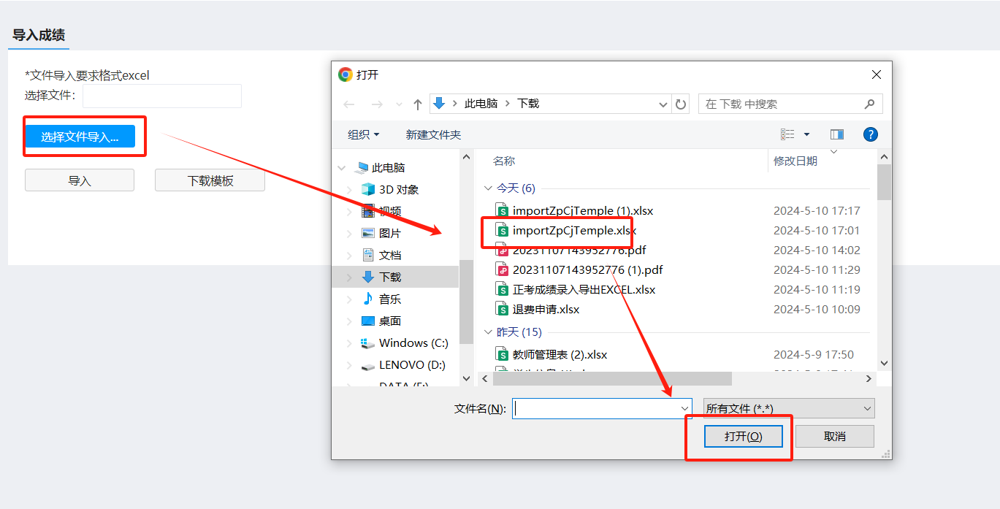 导入成绩
*文件导入要求格式excel
选择文件:
选择文件导入...
导入
下载模板
打开
此电脑
下载
在 下载 中搜索
组织
新建文件夹
此电脑
3D 对象
视频
图片
文档
下载
音乐
桌面
Windows (C:)
LENOVO (D:)
名称
修改日期
今天 (6)
importZpCjTemple (1).xlsx
2024-5-10 17:17
importZpCjTemple.xlsx
2024-5-10 17:01
20231107143952776.pdf
2024-5-10 14:02
20231107143952776 (1).pdf
2024-5-10 11:29
正考成绩录入导出EXCEL.xlsx
2024-5-10 11:19
退费申请.xlsx
2024-5-10 10:09
昨天 (15)
教师管理表 (2).xlsx
2024-5-9 17:50
文件名(N):
所有文件 (*.*)
打开(O)
取消